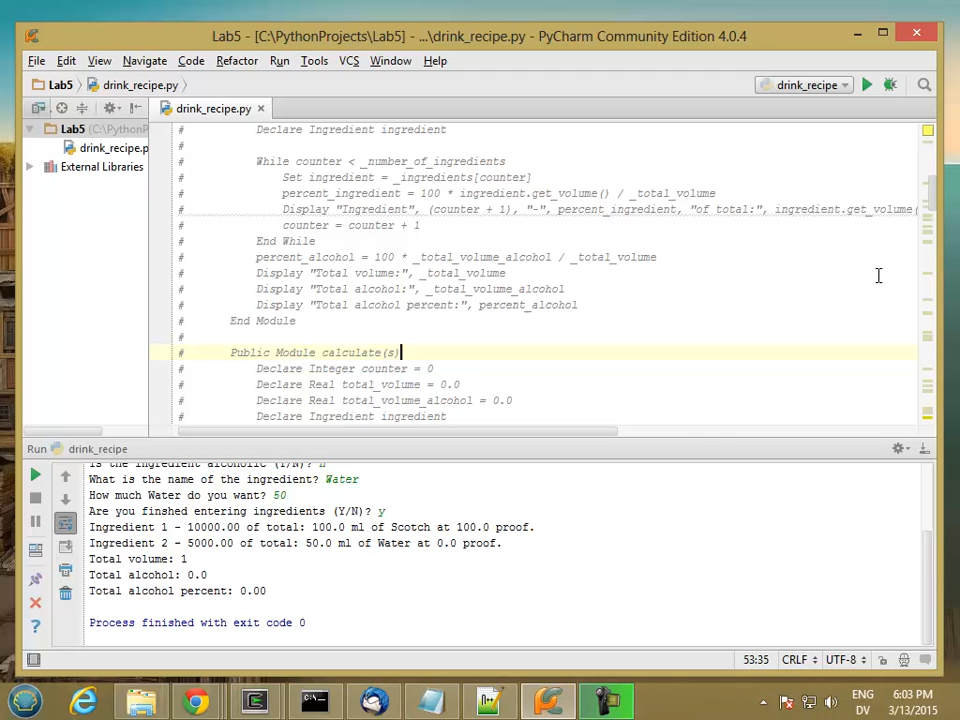 Lab5 - [C:\PythonProjects\Lab5] - ...\drink_recipe.py - PyCharm Community Edition 4.0.4
File Edit View Navigate Code Refactor Run Tools VCS Window Help
Lab5 drink_recipe.py drink_recipe
drink_recipe.py
Lab5 (C:\PythonP
drink_recipe.p
External Libraries
# Declare Ingredient ingredient
#
# While counter < _number_of_ingredients
# Set ingredient = _ingredients[counter]
# percent_ingredient = 100 * ingredient.get_volume() / _total_volume
# Display "Ingredient", (counter + 1), "-", percent_ingredient, "of total:", ingredient.get_volume(
# counter = counter + 1
# End While
# percent_alcohol = 100 * _total_volume_alcohol / _total_volume
# Display "Total volume:", _total_volume
# Display "Total alcohol:", _total_volume_alcohol
# Display "Total alcohol percent:", percent_alcohol
# End Module
#
# Public Module calculate(s)
# Declare Integer counter = 0
# Declare Real total_volume = 0.0
# Declare Real total_volume_alcohol = 0.0
# Declare Ingredient ingredient
Run drink_recipe
Is the ingredient alcoholic (Y/N)? n
What is the name of the ingredient? Water
How much Water do you want? 50
Are you finshed entering ingredients (Y/N)? y
Ingredient 1 - 10000.00 of total: 100.0 ml of Scotch at 100.0 proof.
Ingredient 2 - 5000.00 of total: 50.0 ml of Water at 0.0 proof.
Total volume: 1
Total alcohol: 0.0
Total alcohol percent: 0.00
Process finished with exit code 0
53:35 CRLF UTF-8
ENG 6:03 PM
DV 3/13/2015